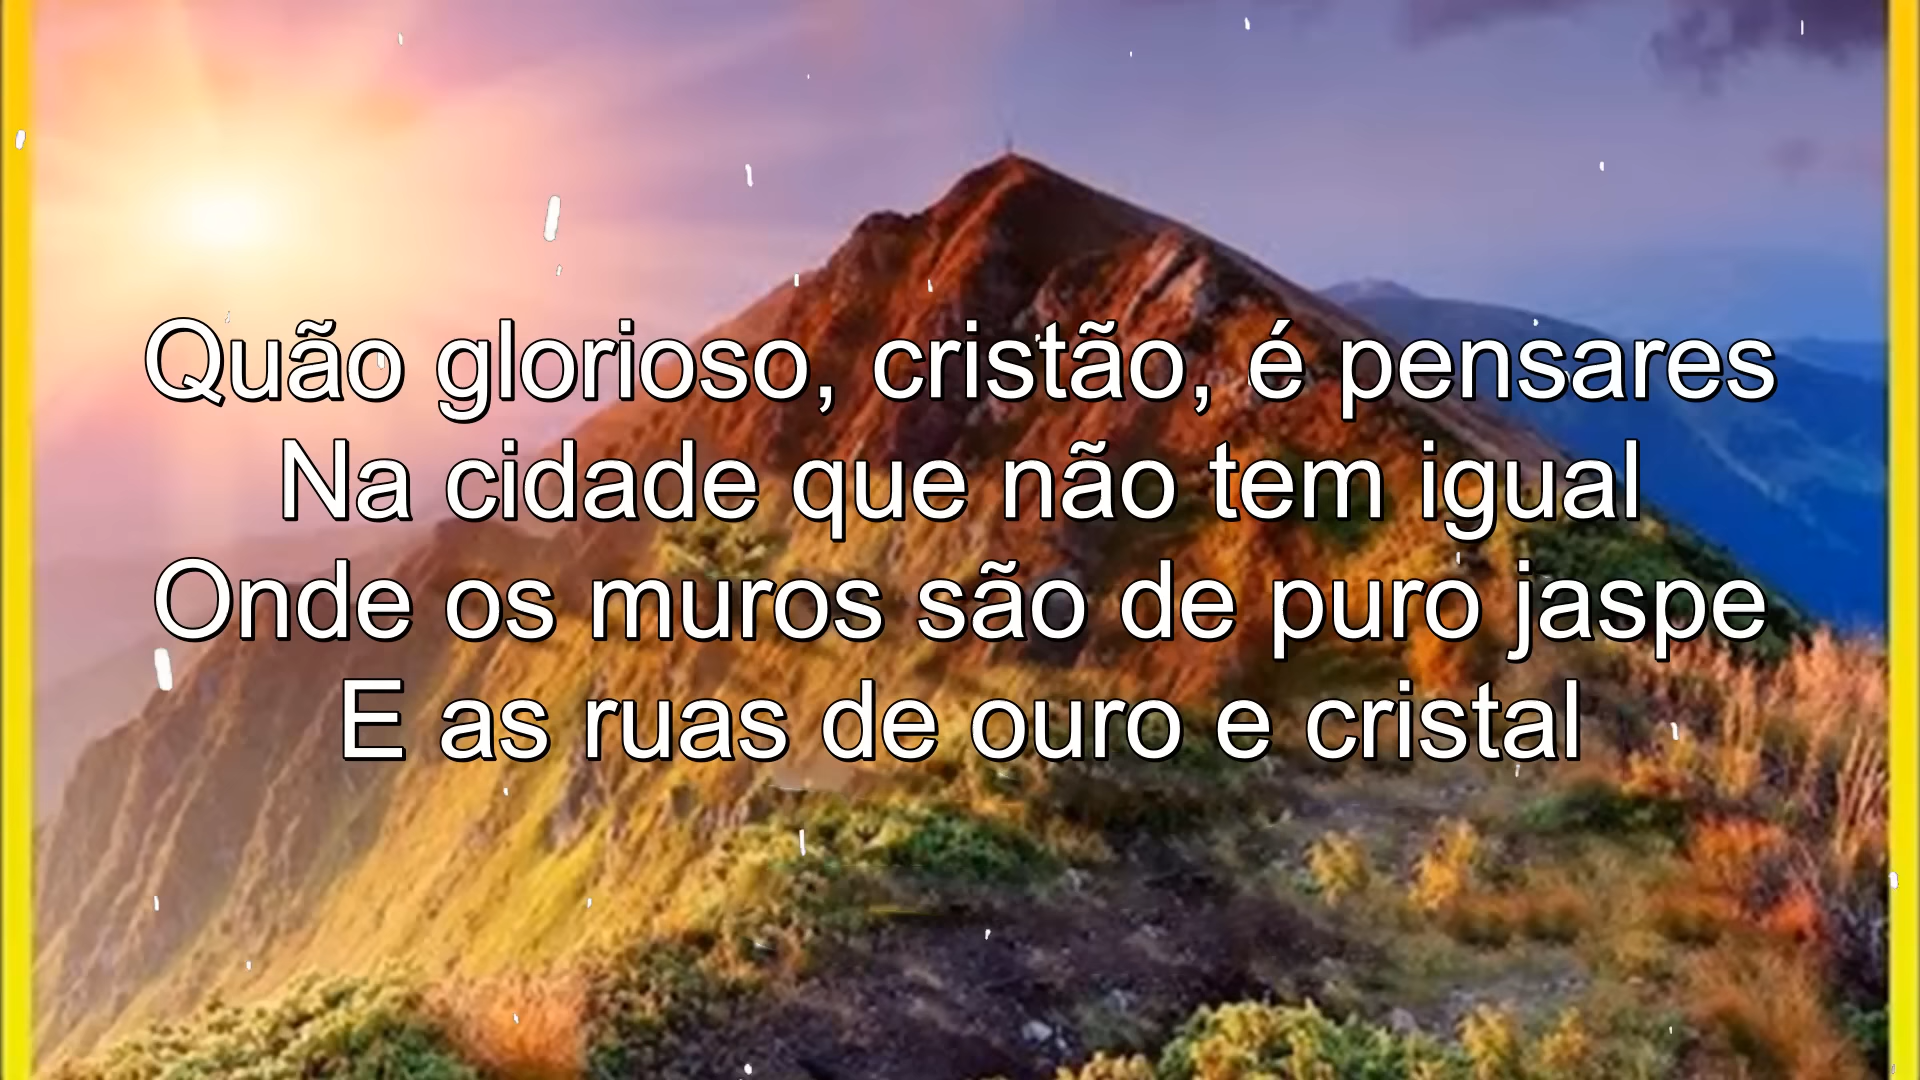 Quão glorioso, cristão, é pensares
Na cidade que não tem igual
Onde os muros são de puro jaspe
E as ruas de ouro e cristal